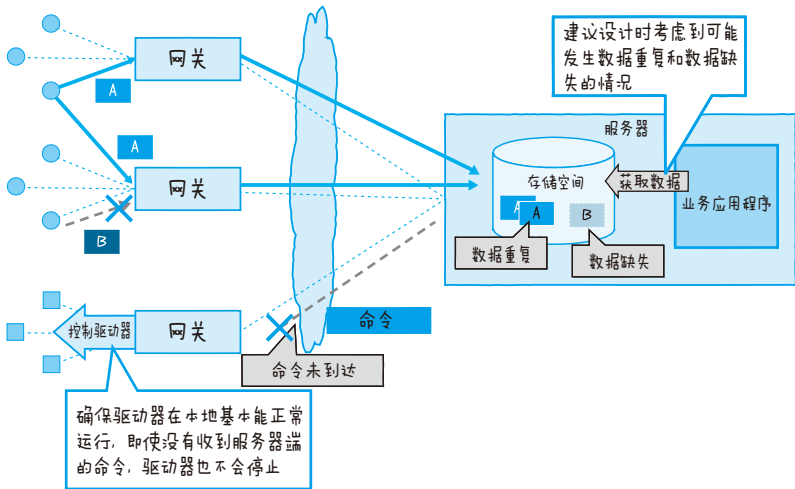 建议设计时考虑到可能
发生数据重复和数据缺
失的情况
网关
A
服务器
A
存储空间
获取数据
网关
业务应用程序
A
A
B
B
数据重复
数据缺失
命令
控制驱动器
网关
命令未到达
确保驱动器在本地基本能正常
运行，即使没有收到服务器端
的命令，驱动器也不会停止